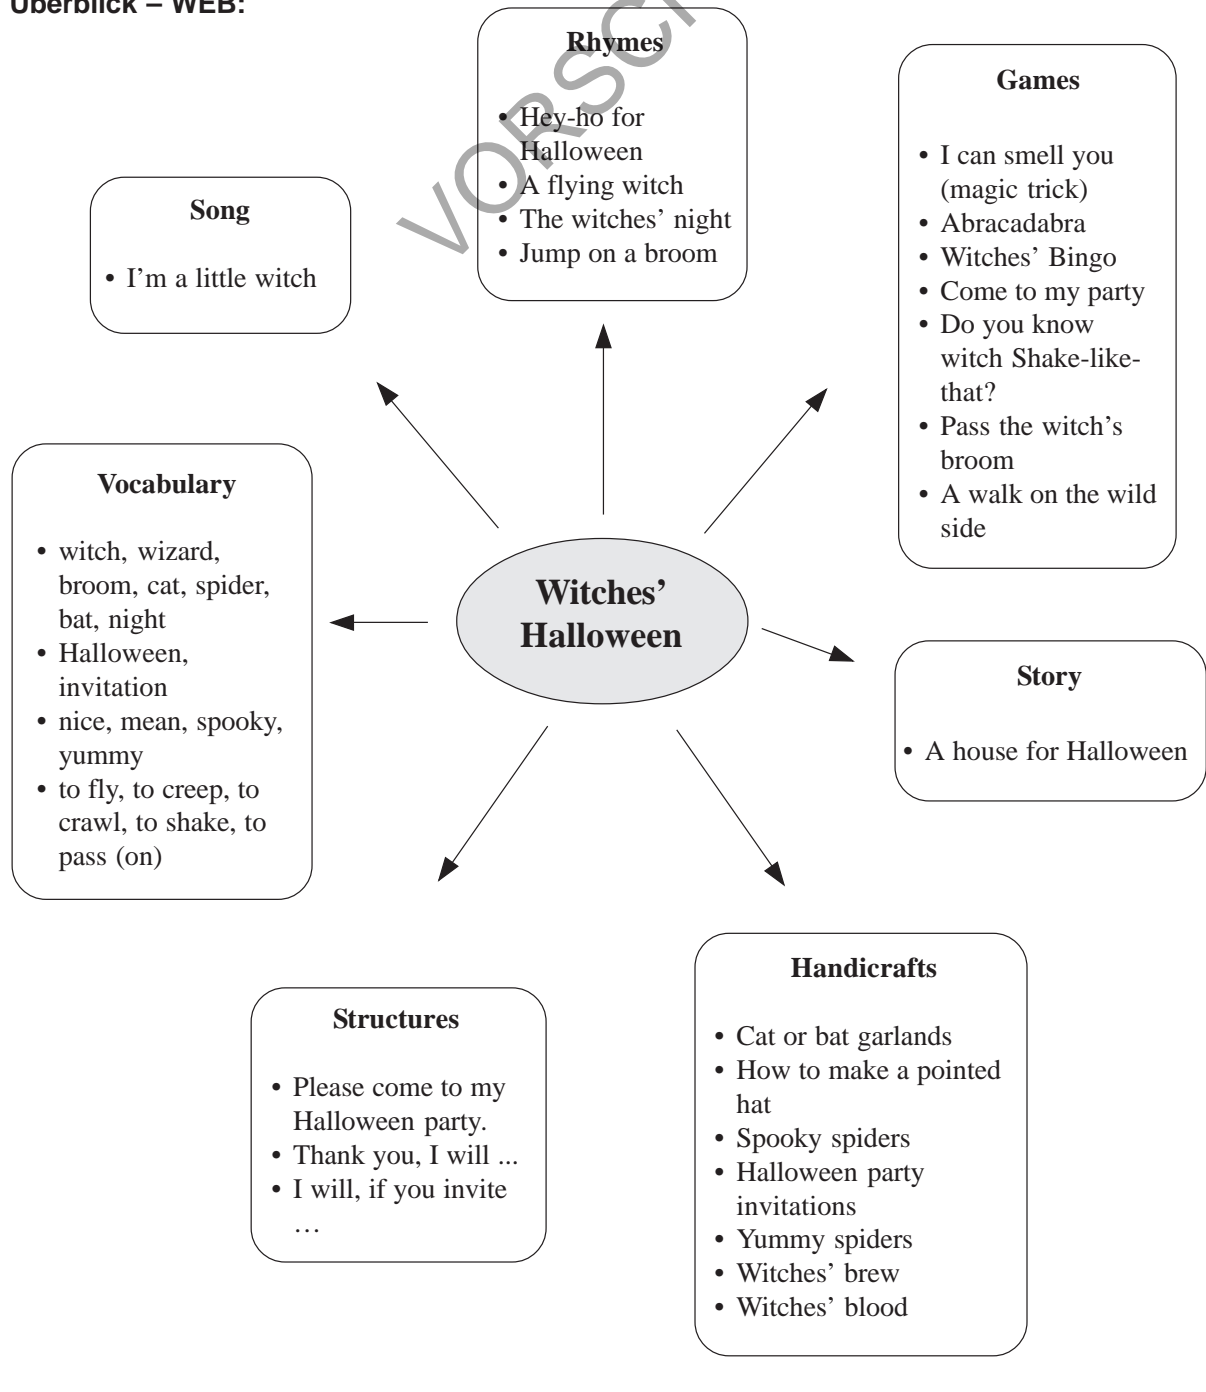 Überblick – WEB:
Rhymes
• Hey-ho for
Halloween
• A flying witch
• The witches’ night
• Jump on a broom
Games
• I can smell you
(magic trick)
• Abracadabra
• Witches’ Bingo
• Come to my party
• Do you know
witch Shake-like-
that?
• Pass the witch’s
broom
• A walk on the wild
side
Song
• I’m a little witch
Vocabulary
• witch, wizard,
broom, cat, spider,
bat, night
• Halloween,
invitation
• nice, mean, spooky,
yummy
• to fly, to creep, to
crawl, to shake, to
pass (on)
Witches’
Halloween
Story
• A house for Halloween
Structures
• Please come to my
Halloween party.
• Thank you, I will ...
• I will, if you invite
…
Handicrafts
• Cat or bat garlands
• How to make a pointed
hat
• Spooky spiders
• Halloween party
invitations
• Yummy spiders
• Witches’ brew
• Witches’ blood
VORSC